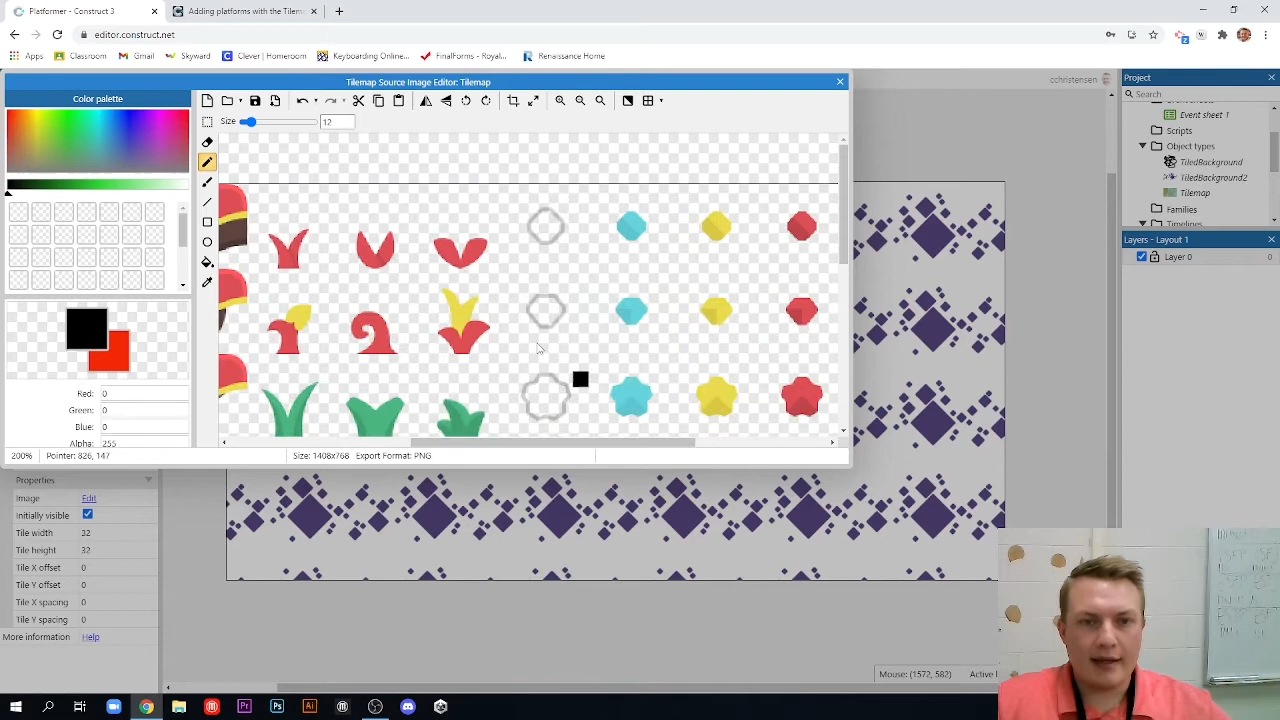 Platformer - Construct 3
Adding platforms with the Tilem
editor.construct.net
Apps
Classroom
Gmail
Skyward
Clever | Homeroom
Keyboarding Online...
FinalForms - Royal...
Renaissance Home
Tilemap Source Image Editor: Tilemap
cchristensen
Project
Color palette
Search
Size
12
Event sheet 1
Scripts
Object types
TiledBackground
TiledBackground2
Tilemap
Families
Timelines
Layers - Layout 1
Layer 0
0
Red:
0
Green:
0
Blue:
0
Alpha:
255
200%
Pointer: 826, 147
Size: 1408x768
Export Format: PNG
Properties
Image
Edit
Initially visible
Tile width
32
Tile height
32
Tile X offset
0
Tile Y offset
0
Tile X spacing
0
Tile Y spacing
0
More information
Help
Mouse: (1572, 582)
Active